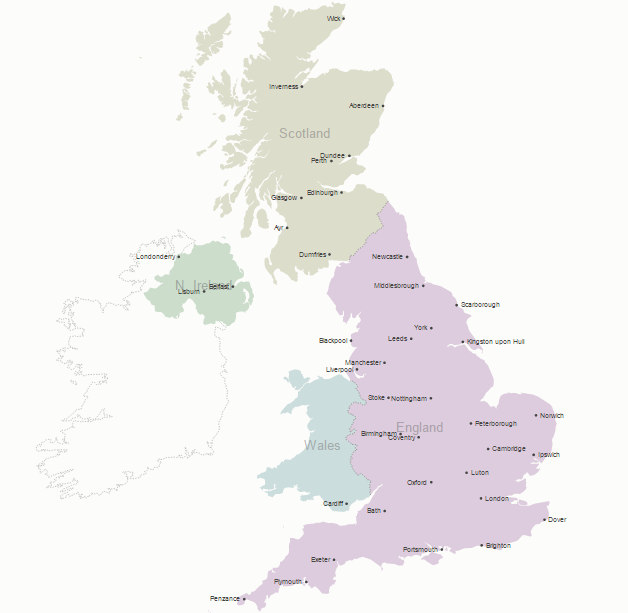 Wick
Inverness
Aberdeen
Scotland
Dundee
Perth
Edinburgh
Glasgow
Ayr
Dumfries
Londonderry
Newcastle
N. Ireland
Belfast
Lisburn
Middlesbrough
Scarborough
York
Leeds
Blackpool
Kingston upon Hull
Manchester
Liverpool
Stoke
Nottingham
Norwich
Peterborough
England
Birmingham
Coventry
Wales
Cambridge
Ipswich
Luton
Oxford
London
Cardiff
Bath
Dover
Brighton
Portsmouth
Exeter
Plymouth
Penzance